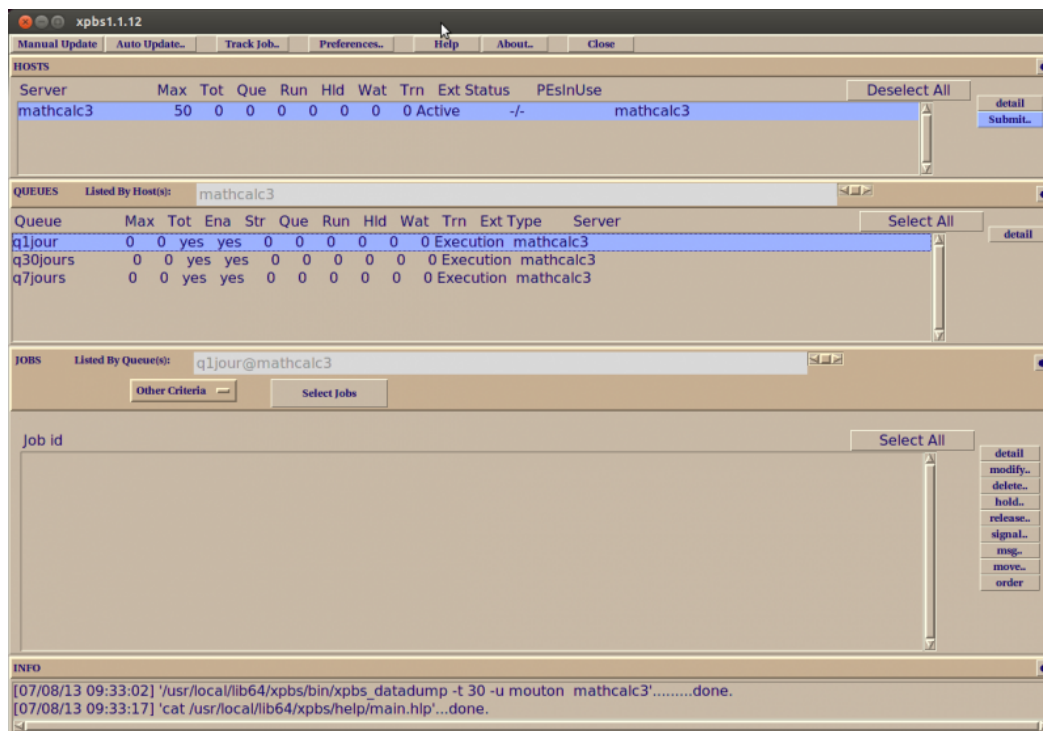 xpbs1.1.12
Manual Update Auto Update.. Track Job.. Preferences.. Help About.. Close
HOSTS
Server Max Tot Que Run Hld Wat Trn Ext Status PEsInUse Deselect All
detail
mathcalc3 50 0 0 0 0 0 0 0 Active -/- mathcalc3
Submit..
QUEUES Listed By Host(s): mathcalc3
Queue Max Tot Ena Str Que Run Hld Wat Trn Ext Type Server Select All
detail
q1jour 0 0 yes yes 0 0 0 0 0 0 Execution mathcalc3
q30jours 0 0 yes yes 0 0 0 0 0 0 Execution mathcalc3
q7jours 0 0 yes yes 0 0 0 0 0 0 Execution mathcalc3
JOBS Listed By Queue(s): q1jour@mathcalc3
Other Criteria Select Jobs
Job id Select All
detail
modify..
delete..
hold..
release..
signal..
msg..
move..
order
INFO
[07/08/13 09:33:02] '/usr/local/lib64/xpbs/bin/xpbs_datadump -t 30 -u mouton mathcalc3'.........done.
[07/08/13 09:33:17] 'cat /usr/local/lib64/xpbs/help/main.hlp'...done.